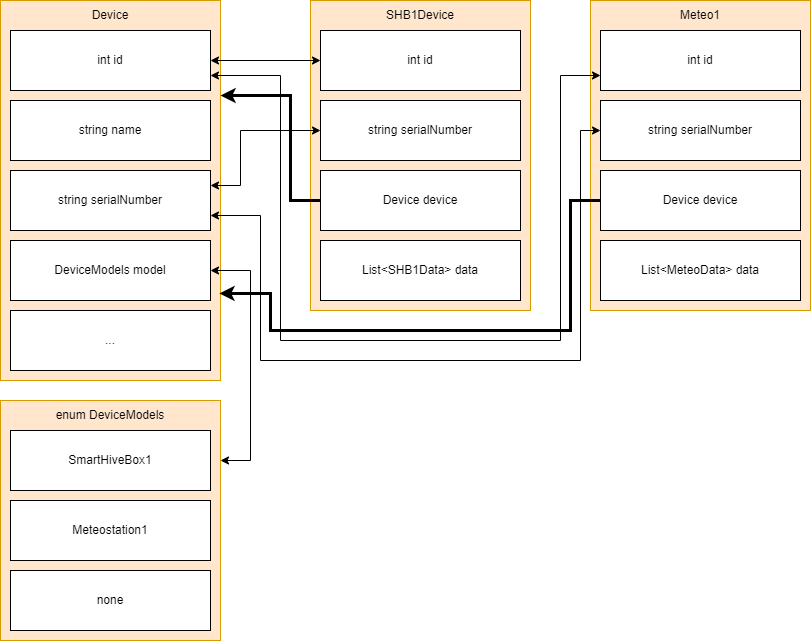 Device
int id
string name
string serialNumber
DeviceModels model
...
SHB1Device
int id
string serialNumber
Device device
List<SHB1Data> data
Meteo1
int id
string serialNumber
Device device
List<MeteoData> data
enum DeviceModels
SmartHiveBox1
Meteostation1
none